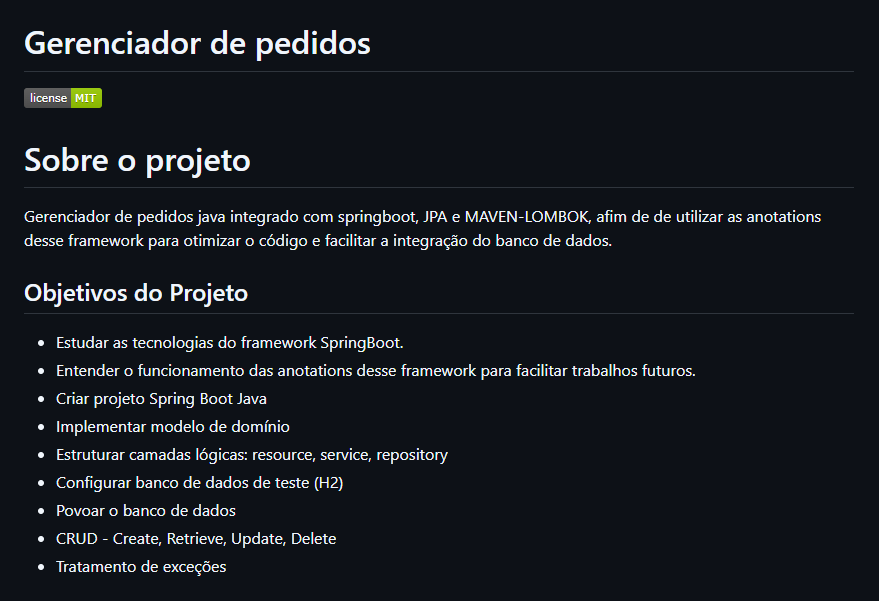 Gerenciador de pedidos
license MIT
Sobre o projeto
Gerenciador de pedidos java integrado com springboot, JPA e MAVEN-LOMBOK, afim de de utilizar as anotations
desse framework para otimizar o código e facilitar a integração do banco de dados.
Objetivos do Projeto
• Estudar as tecnologias do framework SpringBoot.
• Entender o funcionamento das anotations desse framework para facilitar trabalhos futuros.
• Criar projeto Spring Boot Java
• Implementar modelo de domínio
• Estruturar camadas lógicas: resource, service, repository
• Configurar banco de dados de teste (H2)
• Povoar o banco de dados
• CRUD - Create, Retrieve, Update, Delete
• Tratamento de exceções